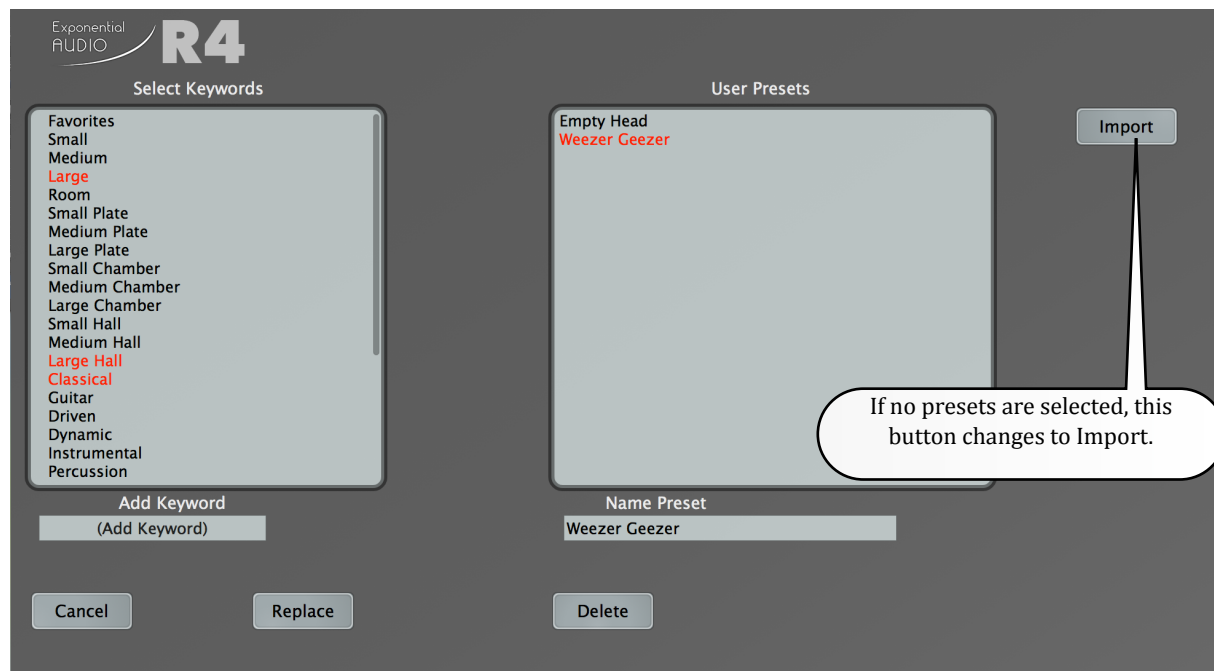 Exponential
AUDIO
R4
Select Keywords
Favorites
Small
Medium
Large
Room
Small Plate
Medium Plate
Large Plate
Small Chamber
Medium Chamber
Large Chamber
Small Hall
Medium Hall
Large Hall
Classical
Guitar
Driven
Dynamic
Instrumental
Percussion
Add Keyword
(Add Keyword)
Cancel
Replace
User Presets
Empty Head
Weezer Geezer
Name Preset
Weezer Geezer
Delete
Import
If no presets are selected, this
button changes to Import.